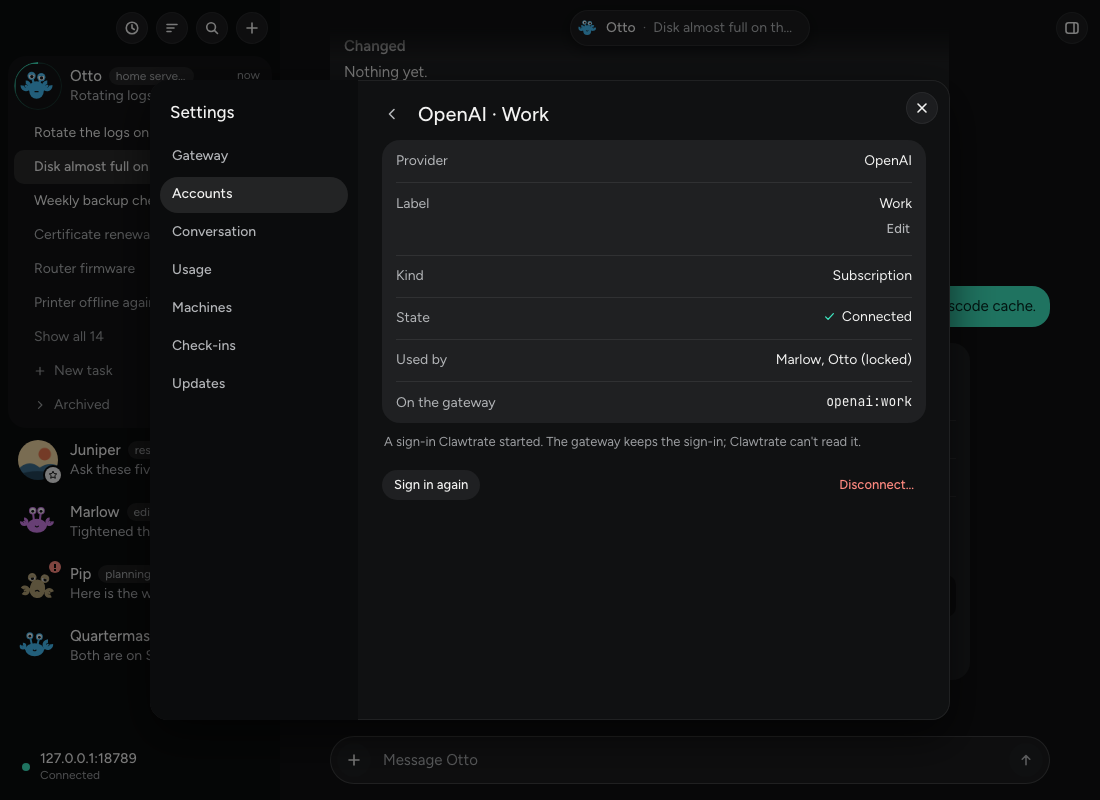 Otto · Disk almost full on th...
Changed
Nothing yet.
Otto home serve... now
Rotating logs
Rotate the logs on
Disk almost full on
Weekly backup che
Certificate renewa
Router firmware
Printer offline again
Show all 14
+ New task
Archived
Juniper res
Ask these fiv
Marlow edi
Tightened th
Pip planning
Here is the w
Quartermas
Both are on S
127.0.0.1:18789
Connected
Settings
Gateway
Accounts
Conversation
Usage
Machines
Check-ins
Updates
OpenAI · Work
Provider OpenAI
Label Work
Edit
Kind Subscription
State Connected
Used by Marlow, Otto (locked)
On the gateway openai:work
A sign-in Clawtrate started. The gateway keeps the sign-in; Clawtrate can't read it.
Sign in again Disconnect...
scode cache.
Message Otto